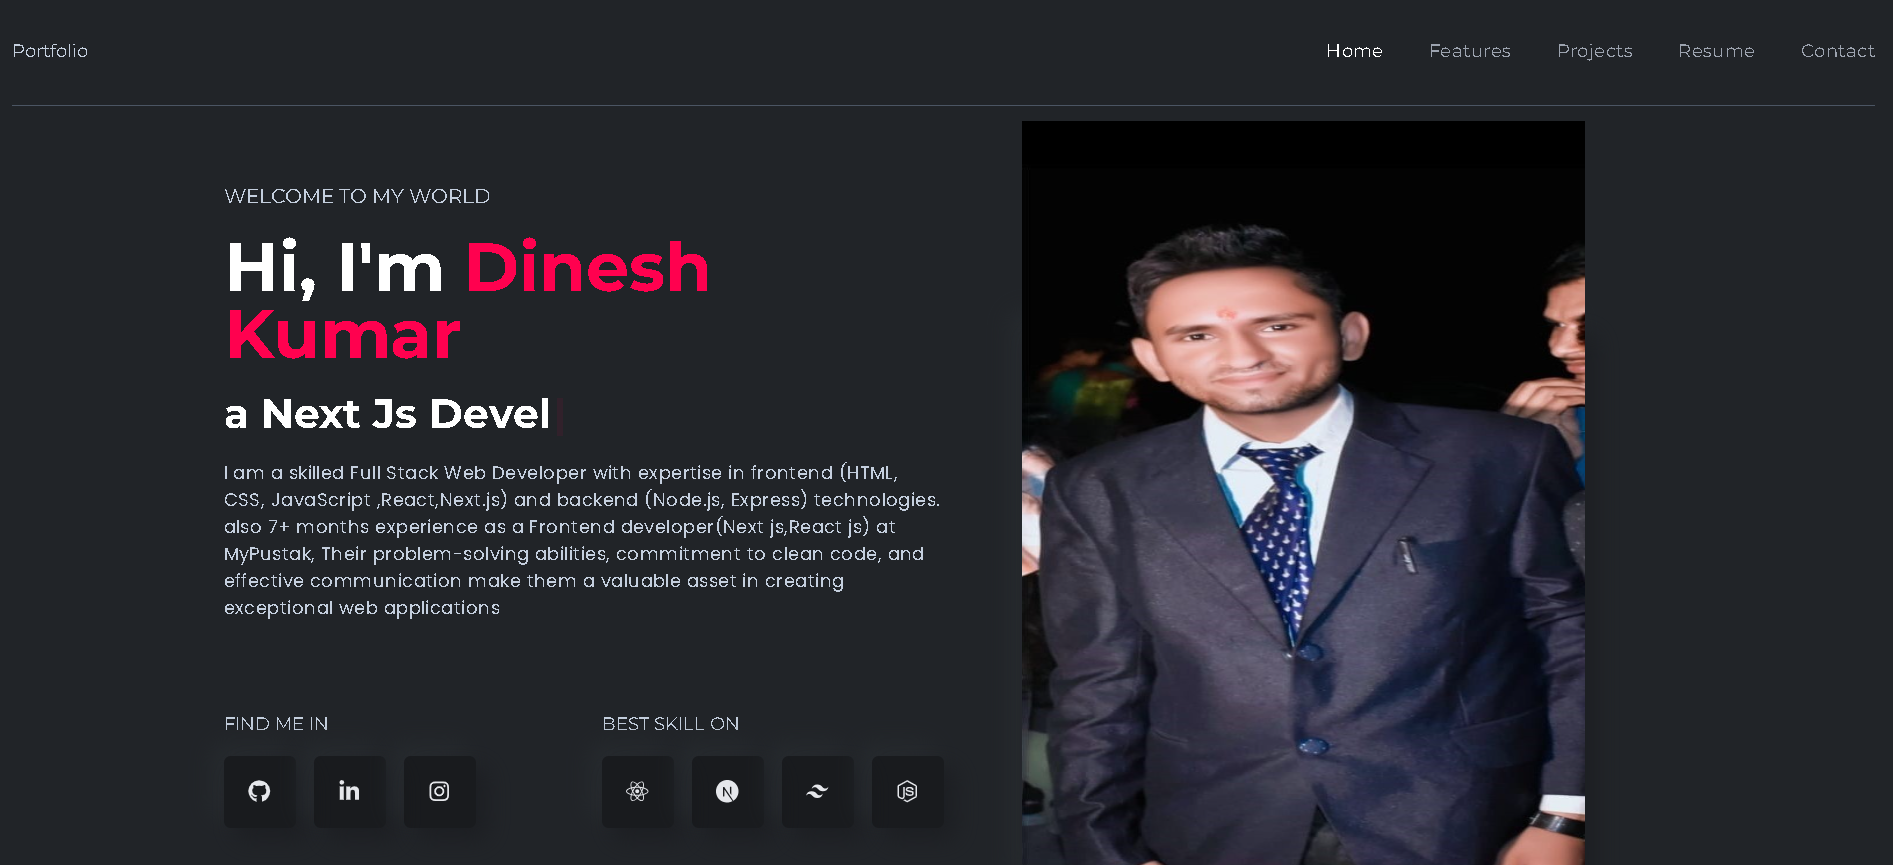 Portfolio
Home Features Projects Resume Contact
WELCOME TO MY WORLD
Hi, I'm Dinesh
Kumar
a Next Js Devel
I am a skilled Full Stack Web Developer with expertise in frontend (HTML,
CSS, JavaScript ,React,Next.js) and backend (Node.js, Express) technologies.
also 7+ months experience as a Frontend developer(Next js,React js) at
MyPustak, Their problem-solving abilities, commitment to clean code, and
effective communication make them a valuable asset in creating
exceptional web applications
FIND ME IN
BEST SKILL ON
in
N
JS